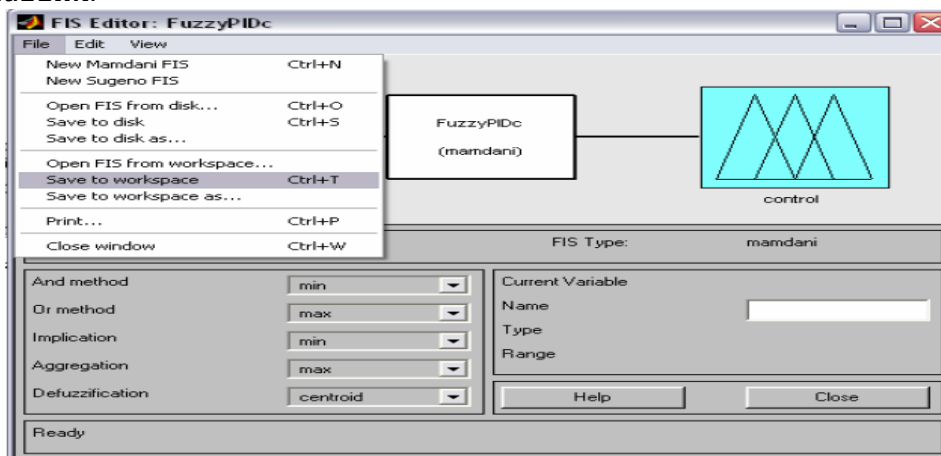 FIS Editor: FuzzyPIDc
File Edit View
New Mamdani FIS Ctrl+N
New Sugeno FIS
Open FIS from disk... Ctrl+O
Save to disk Ctrl+S
Save to disk as...
Open FIS from workspace...
Save to workspace Ctrl+T
Save to workspace as...
Print... Ctrl+P
Close window Ctrl+W
FuzzyPIDc
(mamdani)
control
FIS Type: mamdani
And method min
Or method max
Implication min
Aggregation max
Defuzzification centroid
Current Variable
Name
Type
Range
Help Close
Ready